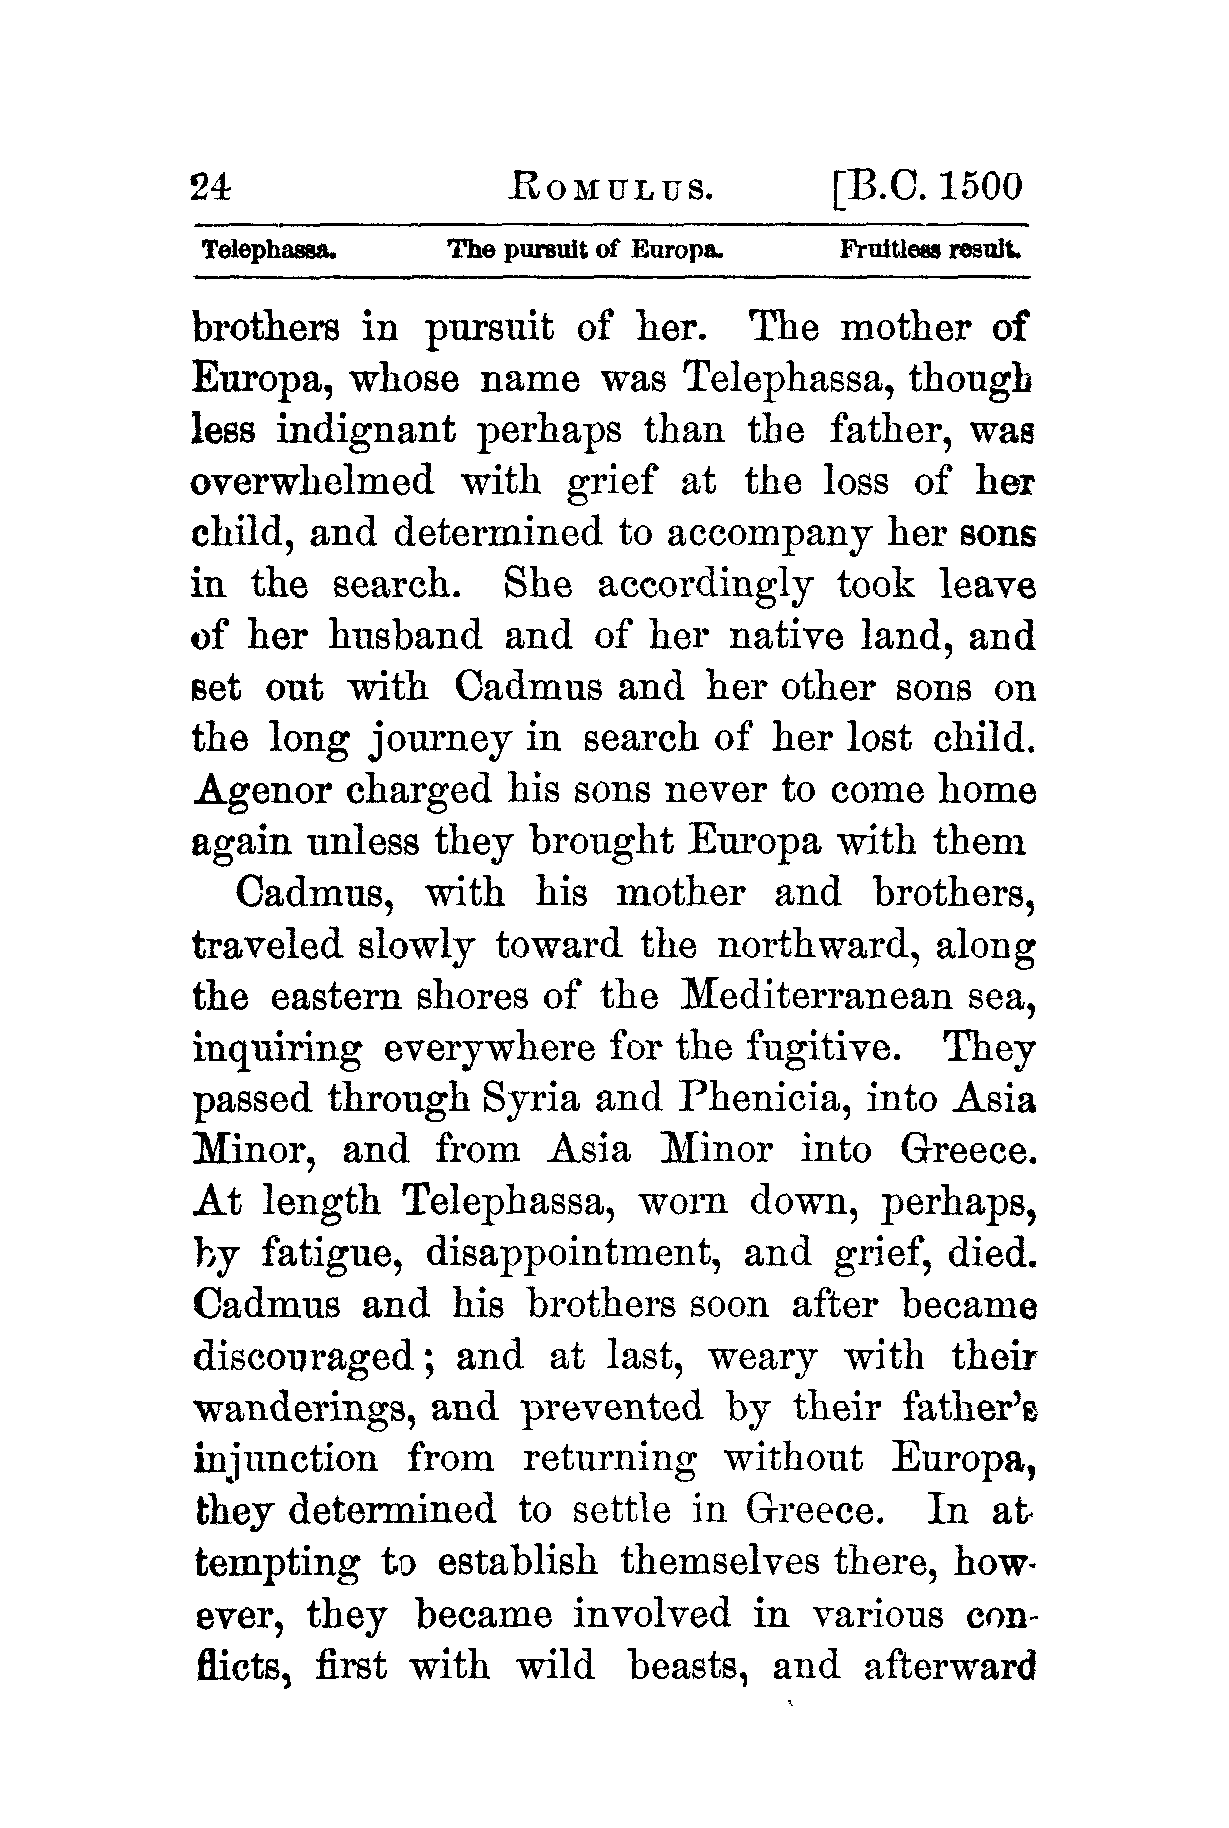 24 ROMULUS. [B.C. 1500
Telephassa. The pursuit of Europa. Fruitless result.
brothers in pursuit of her. The mother of
Europa, whose name was Telephassa, though
less indignant perhaps than the father, was
overwhelmed with grief at the loss of her
child, and determined to accompany her sons
in the search. She accordingly took leave
of her husband and of her native land, and
set out with Cadmus and her other sons on
the long journey in search of her lost child.
Agenor charged his sons never to come home
again unless they brought Europa with them
Cadmus, with his mother and brothers,
traveled slowly toward the northward, along
the eastern shores of the Mediterranean sea,
inquiring everywhere for the fugitive. They
passed through Syria and Phenicia, into Asia
Minor, and from Asia Minor into Greece.
At length Telephassa, worn down, perhaps,
by fatigue, disappointment, and grief, died.
Cadmus and his brothers soon after became
discouraged; and at last, weary with their
wanderings, and prevented by their father's
injunction from returning without Europa,
they determined to settle in Greece. In at-
tempting to establish themselves there, how-
ever, they became involved in various con-
flicts, first with wild beasts, and afterward